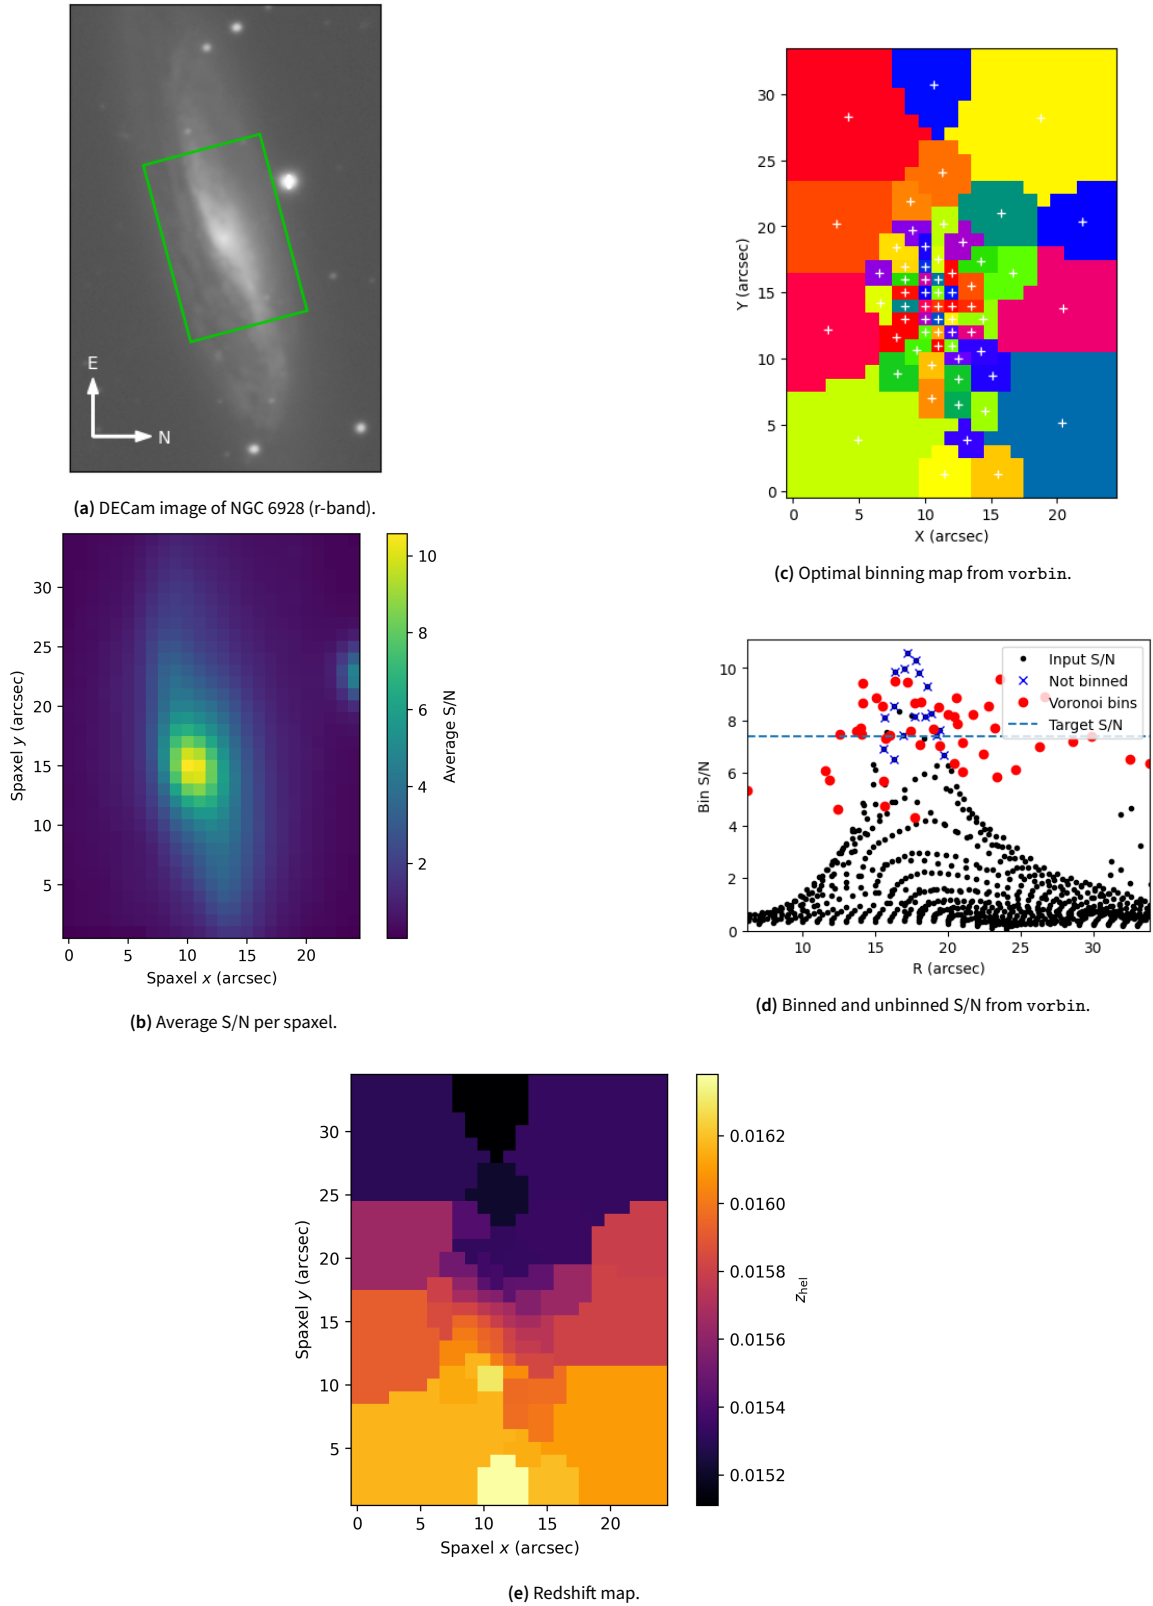 E
N
(a) DECam image of NGC 6928 (r-band).
30
25
20
15
10
5
0
Y (arcsec)
0 5 10 15 20
X (arcsec)
(c) Optimal binning map from vorbin.
30
25
20
15
10
5
Spaxel y (arcsec)
0 5 10 15 20
Spaxel x (arcsec)
10
8
6
4
2
Average S/N
(b) Average S/N per spaxel.
10
8
6
4
2
0
Bin S/N
Input S/N
Not binned
Voronoi bins
Target S/N
10 15 20 25 30
R (arcsec)
(d) Binned and unbinned S/N from vorbin.
30
25
20
15
10
5
Spaxel y (arcsec)
0 5 10 15 20
Spaxel x (arcsec)
0.0162
0.0160
0.0158
0.0156
0.0154
0.0152
zhel
(e) Redshift map.